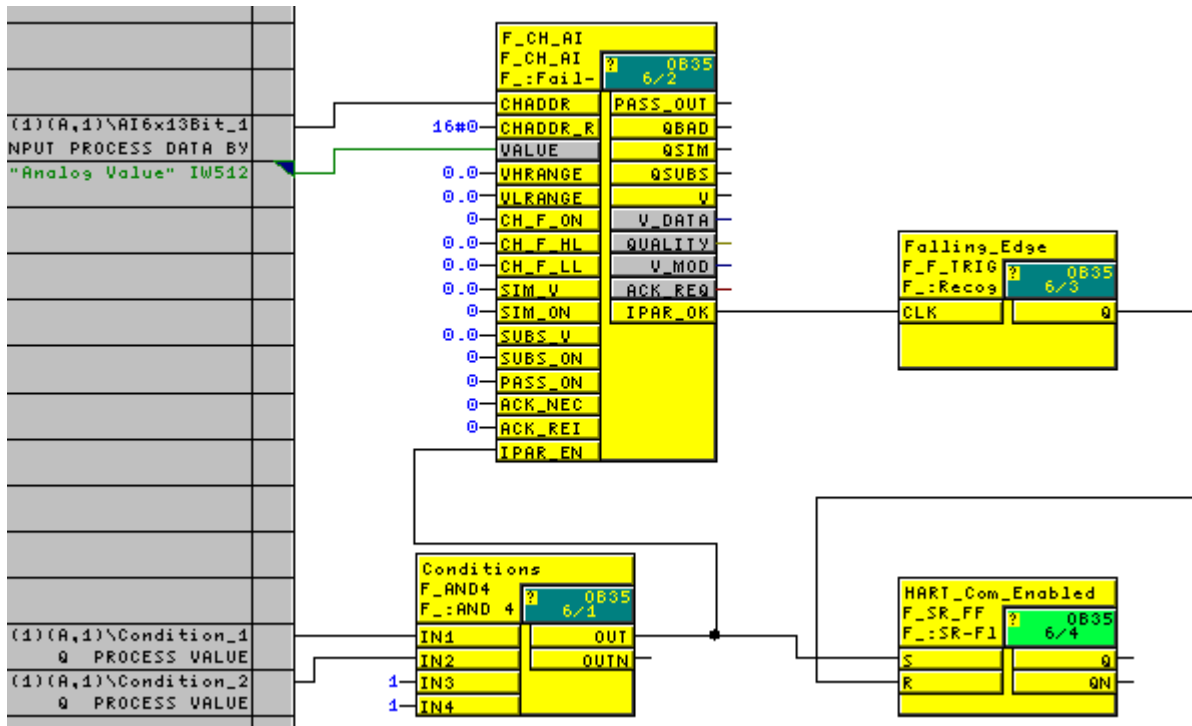 F_CH_AI
F_CH_AI
F_:Fail-
? OB35
6/2
CHADDR PASS_OUT
16#0 CHADDR_R QBAD
VALUE QSIM
0.0 VHRANGE QSUBS
0.0 VLRANGE V
0 CH_F_ON V_DATA
0.0 CH_F_HL QUALITY
0.0 CH_F_LL V_MOD
0.0 SIM_V ACK_REQ
0 SIM_ON IPAR_OK
0.0 SUBS_V
0 SUBS_ON
0 PASS_ON
0 ACK_NEC
0 ACK_REI
IPAR_EN
(1)(A,1)\AI6x13Bit_1
NPUT PROCESS DATA BY
"Analog Value" IW512
Falling_Edge
F_F_TRIG
F_:Recog
? OB35
6/3
CLK Q
Conditions
F_AND4
F_:AND 4
? OB35
6/1
IN1 OUT
IN2 OUTN
1 IN3
1 IN4
(1)(A,1)\Condition_1
Q PROCESS VALUE
(1)(A,1)\Condition_2
Q PROCESS VALUE
HART_Com_Enabled
F_SR_FF
F_:SR-Fl
? OB35
6/4
S Q
R QN